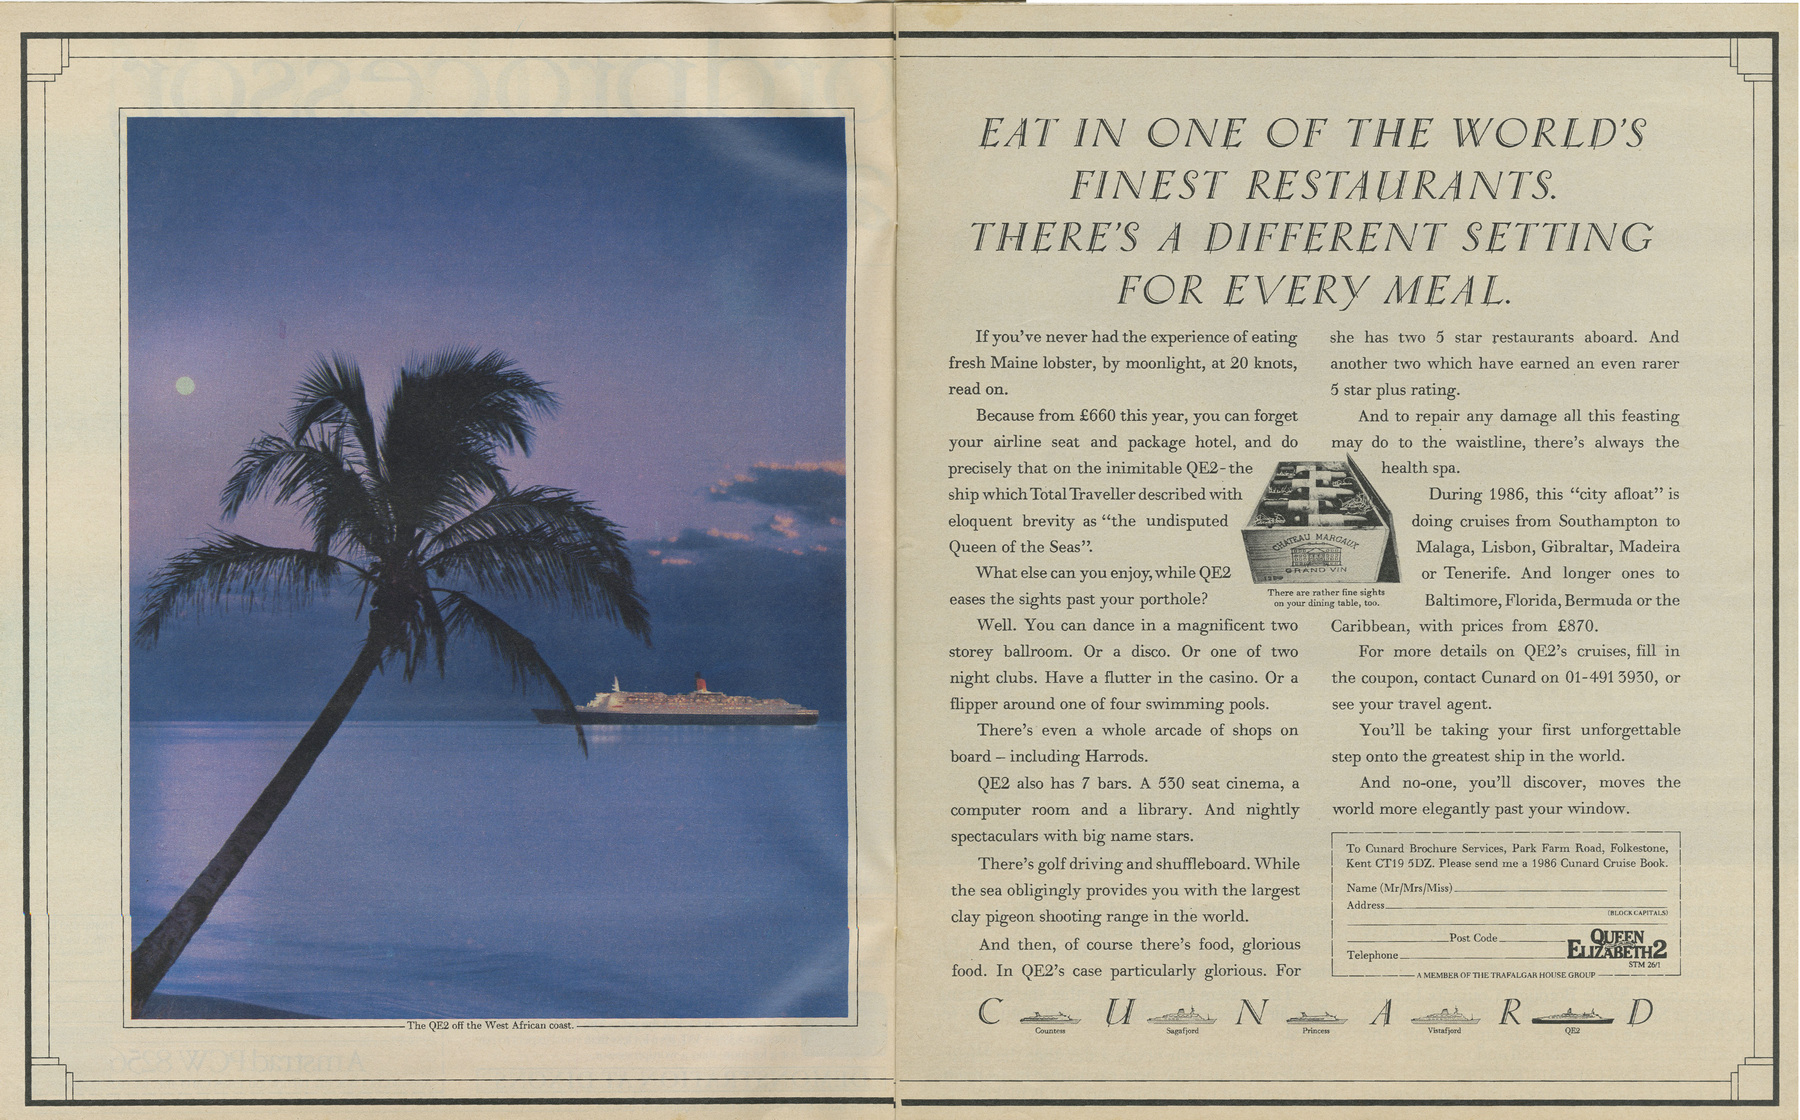 The QE2 off the West African coast.
EAT IN ONE OF THE WORLD'S
FINEST RESTAURANTS.
THERE'S A DIFFERENT SETTING
FOR EVERY MEAL.
If you've never had the experience of eating
fresh Maine lobster, by moonlight, at 20 knots,
read on.
Because from £660 this year, you can forget
your airline seat and package hotel, and do
precisely that on the inimitable QE2-the
ship which Total Traveller described with
eloquent brevity as "the undisputed
Queen of the Seas".
What else can you enjoy, while QE2
eases the sights past your porthole?
Well. You can dance in a magnificent two
storey ballroom. Or a disco. Or one of two
night clubs. Have a flutter in the casino. Or a
flipper around one of four swimming pools.
There's even a whole arcade of shops on
board – including Harrods.
QE2 also has 7 bars. A 530 seat cinema, a
computer room and a library. And nightly
spectaculars with big name stars.
There's golf driving and shuffleboard. While
the sea obligingly provides you with the largest
clay pigeon shooting range in the world.
And then, of course there's food, glorious
food. In QE2's case particularly glorious. For
CHATEAU MARGAUX
GRAND VIN
There are rather fine sights
on your dining table, too.
she has two 5 star restaurants aboard. And
another two which have earned an even rarer
5 star plus rating.
And to repair any damage all this feasting
may do to the waistline, there's always the
health spa.
During 1986, this "city afloat" is
doing cruises from Southampton to
Malaga, Lisbon, Gibraltar, Madeira
or Tenerife. And longer ones to
Baltimore, Florida, Bermuda or the
Caribbean, with prices from £870.
For more details on QE2's cruises, fill in
the coupon, contact Cunard on 01-491 3930, or
see your travel agent.
You'll be taking your first unforgettable
step onto the greatest ship in the world.
And no-one, you'll discover, moves the
world more elegantly past your window.
To Cunard Brochure Services, Park Farm Road, Folkestone,
Kent CT19 5DZ. Please send me a 1986 Cunard Cruise Book.
Name (Mr/Mrs/Miss)
Address
(BLOCK CAPITALS)
Post Code
Telephone
QUEEN
ELIZABETH 2
STM 26/1
A MEMBER OF THE TRAFALGAR HOUSE GROUP
C U N A R D
Countess Sagafjord Princess Vistafjord QE2